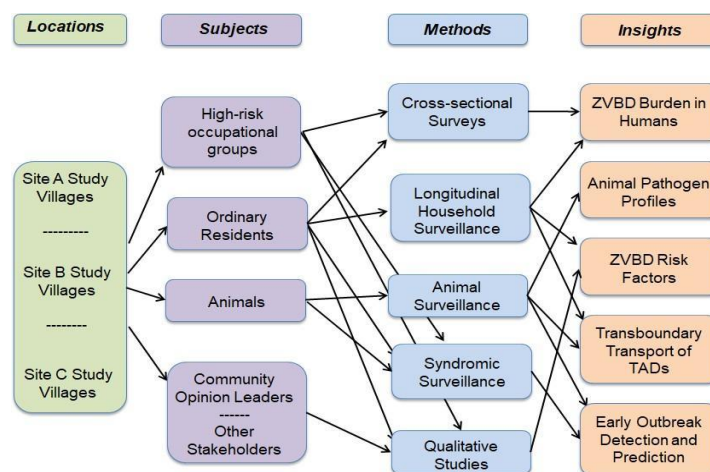 Locations
Subjects
Methods
Insights
Site A Study
Villages
---------
Site B Study
Villages
--------
Site C Study
Villages
High-risk
occupational
groups
Ordinary
Residents
Animals
Community
Opinion Leaders
------
Other
Stakeholders
Cross-sectional
Surveys
Longitudinal
Household
Surveillance
Animal
Surveillance
Syndromic
Surveillance
Qualitative
Studies
ZVBD Burden in
Humans
Animal Pathogen
Profiles
ZVBD Risk
Factors
Transboundary
Transport of
TADs
Early Outbreak
Detection and
Prediction